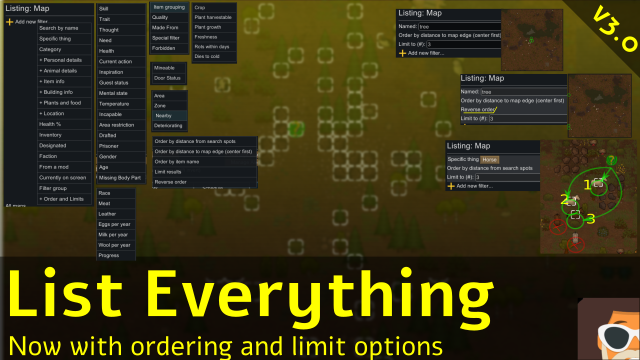 Listing: Map
Add new filter
Search by name
Specific thing
Category
+ Personal details
+ Animal details
+ Item info
+ Building info
+ Plants and food
+ Location
Health %
Inventory
Designated
Faction
From a mod
Currently on screen
Filter group
+ Order and Limits
All maps
Skill
Trait
Thought
Need
Health
Current action
Inspiration
Guest status
Mental state
Temperature
Incapable
Area restriction
Drafted
Prisoner
Gender
Age
Missing Body Part
Race
Meat
Leather
Eggs per year
Milk per year
Wool per year
Progress
Item grouping
Quality
Made From
Special filter
Forbidden
Mineable
Door Status
Area
Zone
Nearby
Deteriorating
Order by distance from search spots
Order by distance to map edge (center first)
Order by item name
Limit results
Reverse order
Crop
Plant harvestable
Plant growth
Freshness
Rots within days
Dies to cold
Listing: Map
Named: tree
Order by distance to map edge (center first)
Limit to (#): 3
Add new filter...
Listing: Map
Named: tree
Order by distance to map edge (center first)
Reverse order
Limit to (#): 3
Listing: Map
Specific thing Horse
Order by distance from search spots
Limit to (#): 3
Add new filter...
?
1
2
3
v3.0
List Everything
Now with ordering and limit options